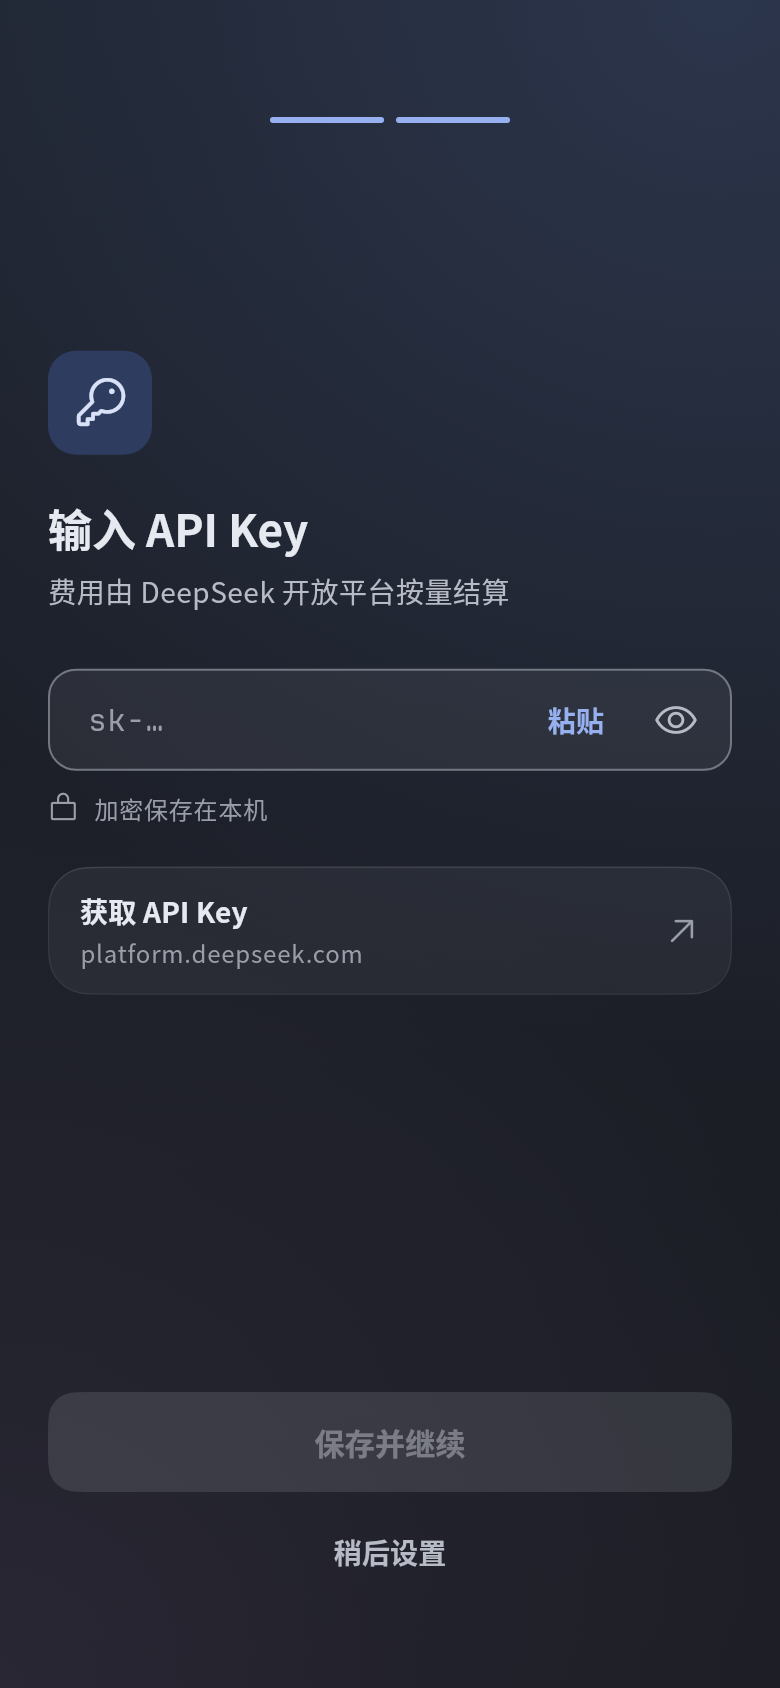 输入 API Key
费用由 DeepSeek 开放平台按量结算
sk-…
粘贴
加密保存在本机
获取 API Key
platform.deepseek.com
保存并继续
稍后设置